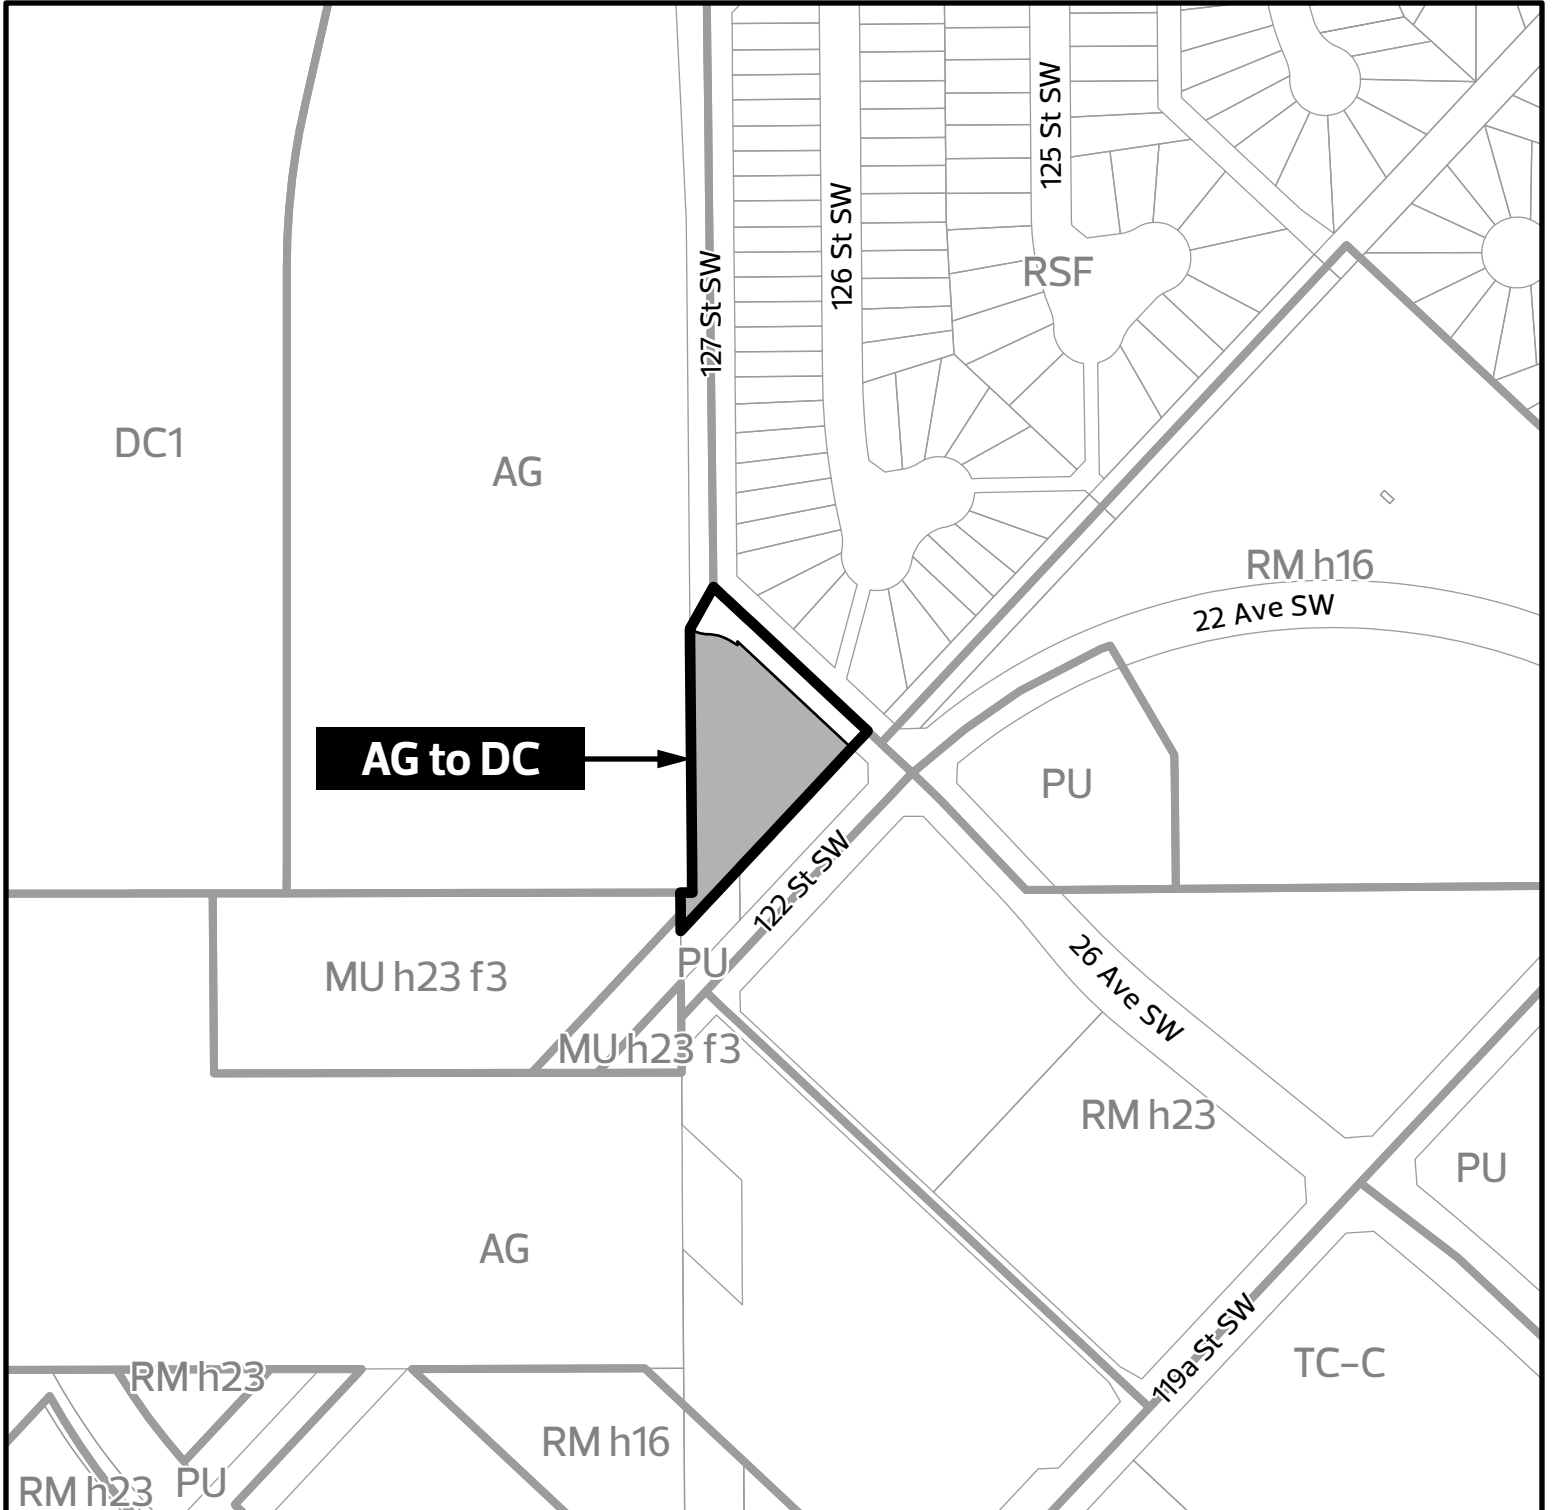 125 St SW
126 St SW
127 St SW
RSF
DC1
AG
RM h16
22 Ave SW
AG to DC
PU
122 St SW
26 Ave SW
PU
MU h23 f3
MU h23 f3
RM h23
PU
AG
119a St SW
TC-C
RM h23
RM h16
PU
RM h23